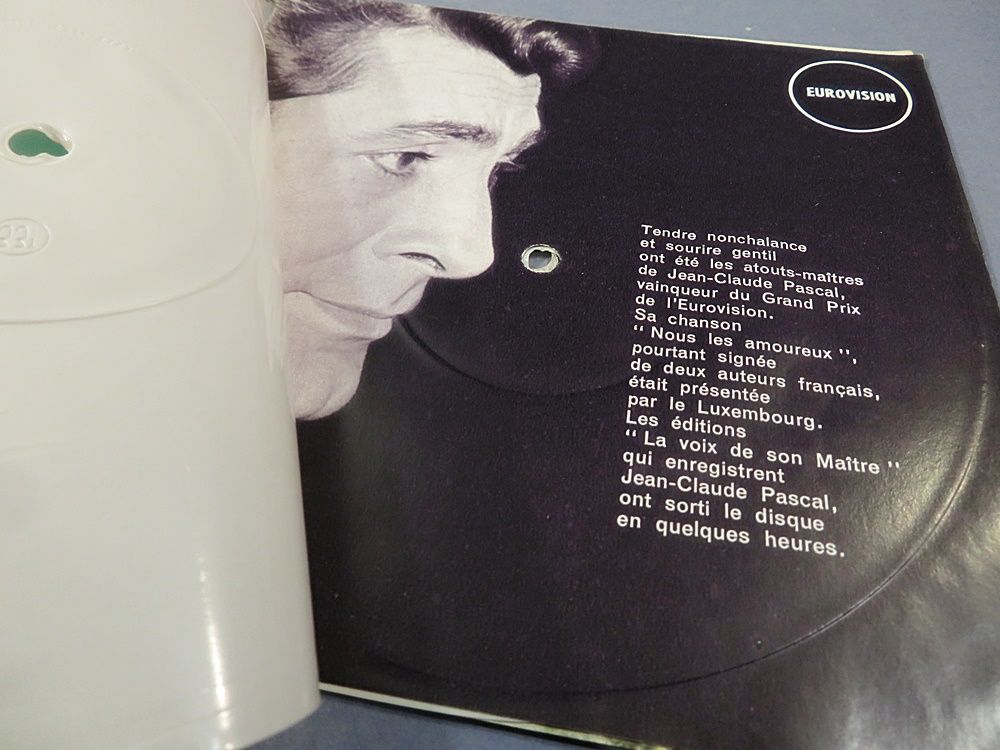 EUROVISION
Tendre nonchalance
et sourire gentil
ont été les atouts-maîtres
de Jean-Claude Pascal,
vainqueur du Grand Prix
de l'Eurovision.
Sa chanson
“ Nous les amoureux ”,
pourtant signée
de deux auteurs français,
était présentée
par le Luxembourg.
Les éditions
“ La voix de son Maître ”
qui enregistrent
Jean-Claude Pascal,
ont sorti le disque
en quelques heures.